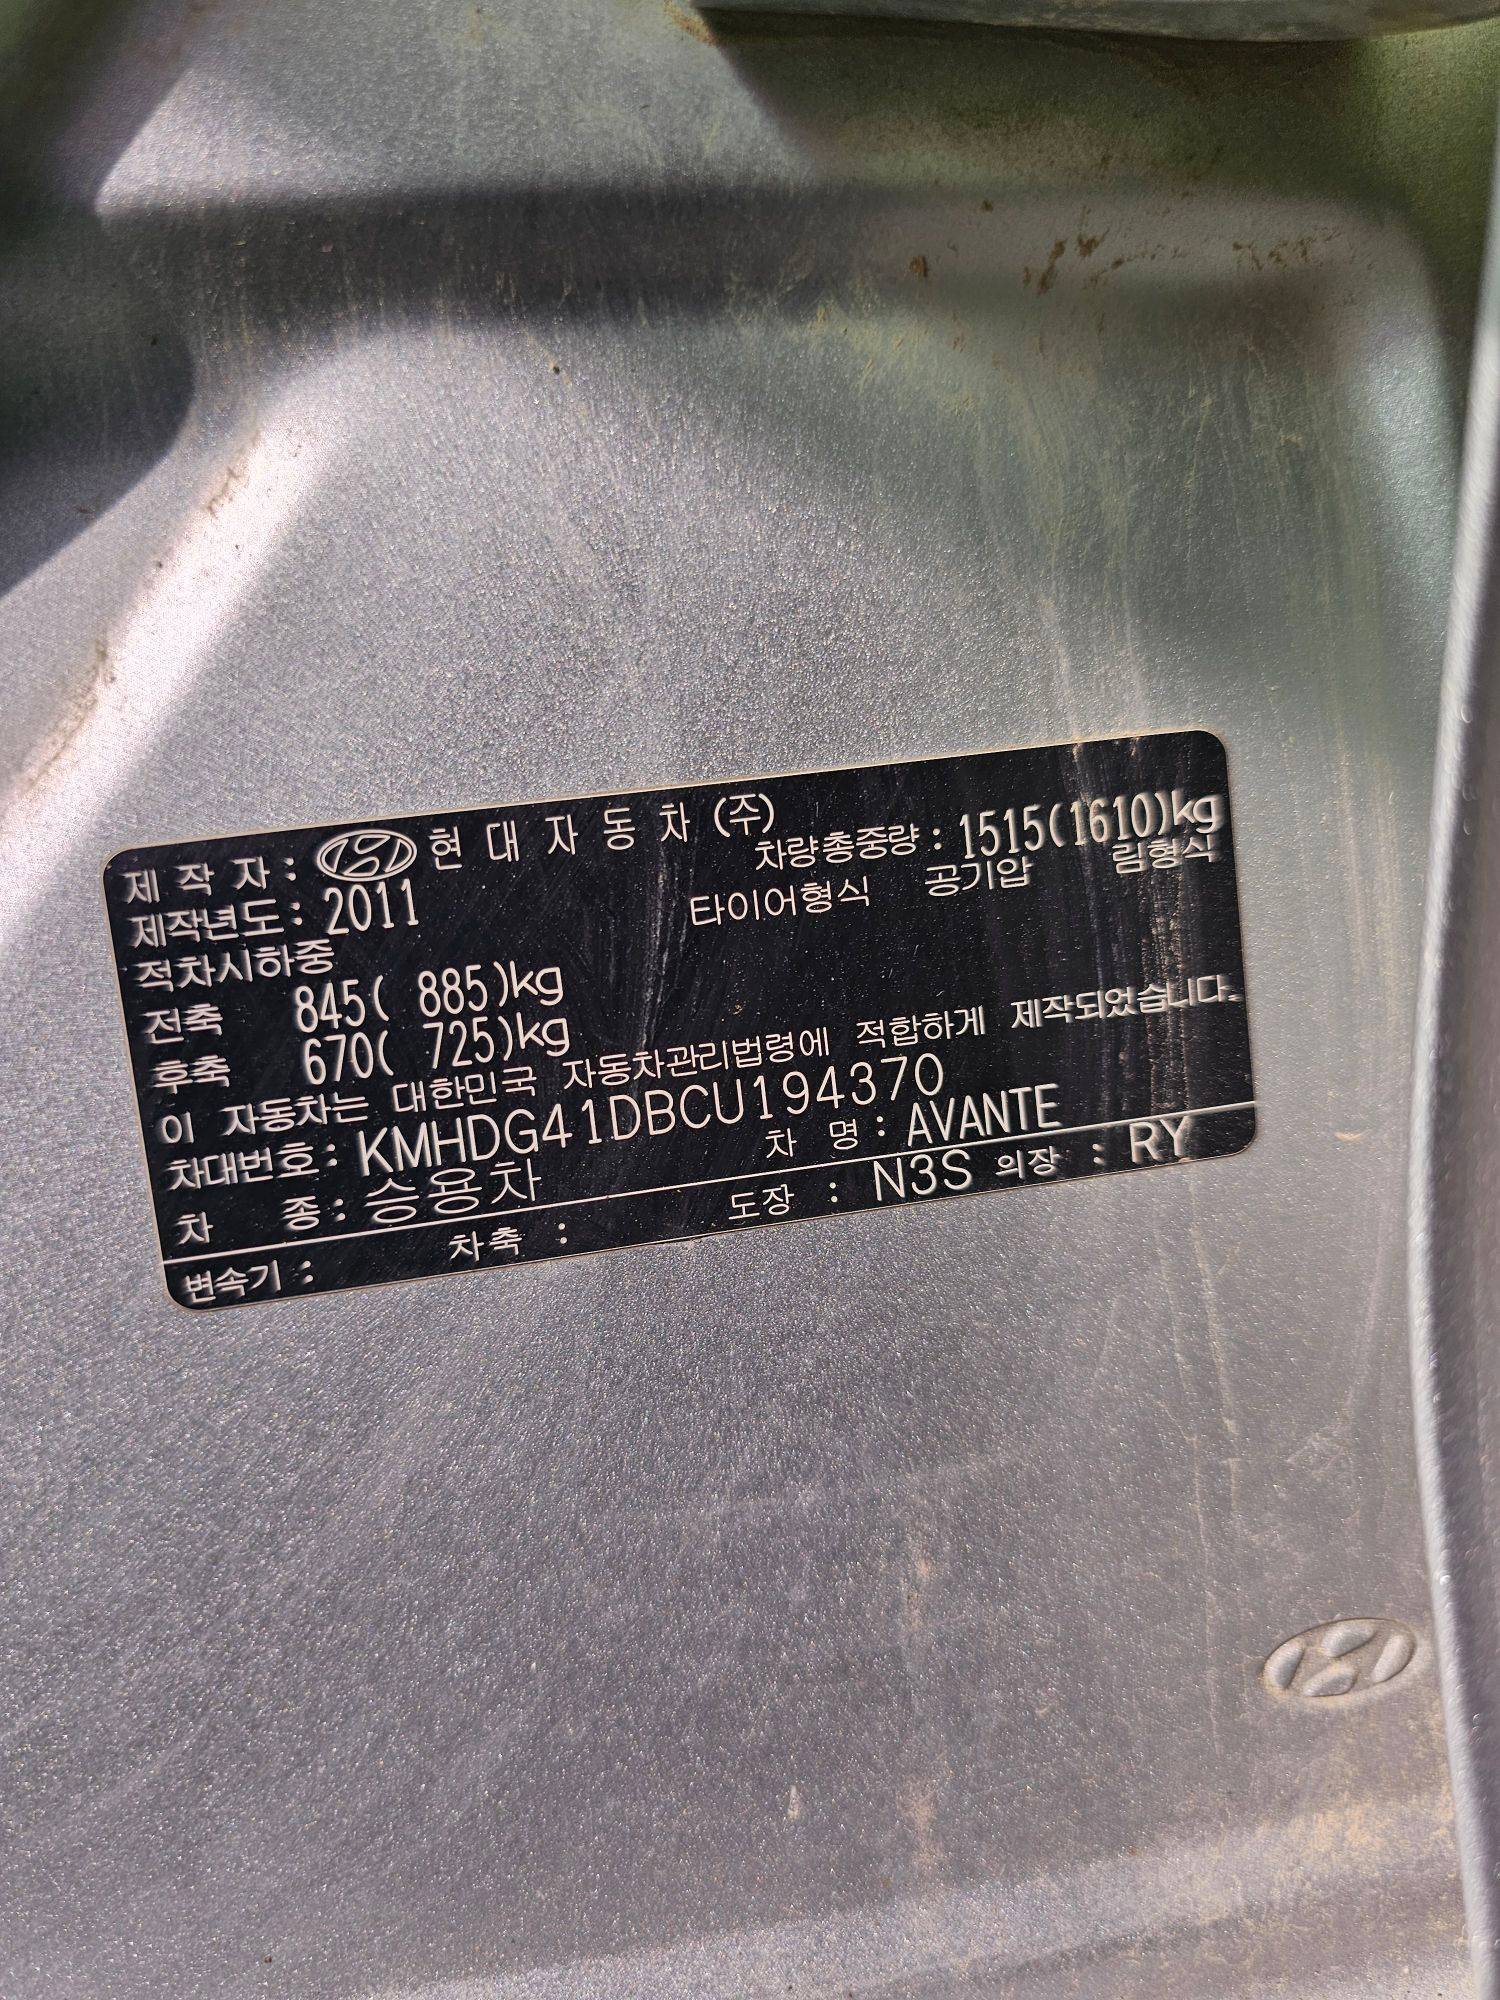 제 작 자 : 현 대 자 동 차 (주)
차량총중량 : 1515(1610)kg
제작년도 : 2011
타이어형식 공기압 림형식
적차시하중
전축 845( 885)kg
후축 670( 725)kg
이 자동차는 대한민국 자동차관리법령에 적합하게 제작되었습니다.
차대번호 : KMHDG41DBCU194370
차 종 : 승용차 차 명 : AVANTE
변속기 : 차축 : 도장 : N3S 의장 : RY